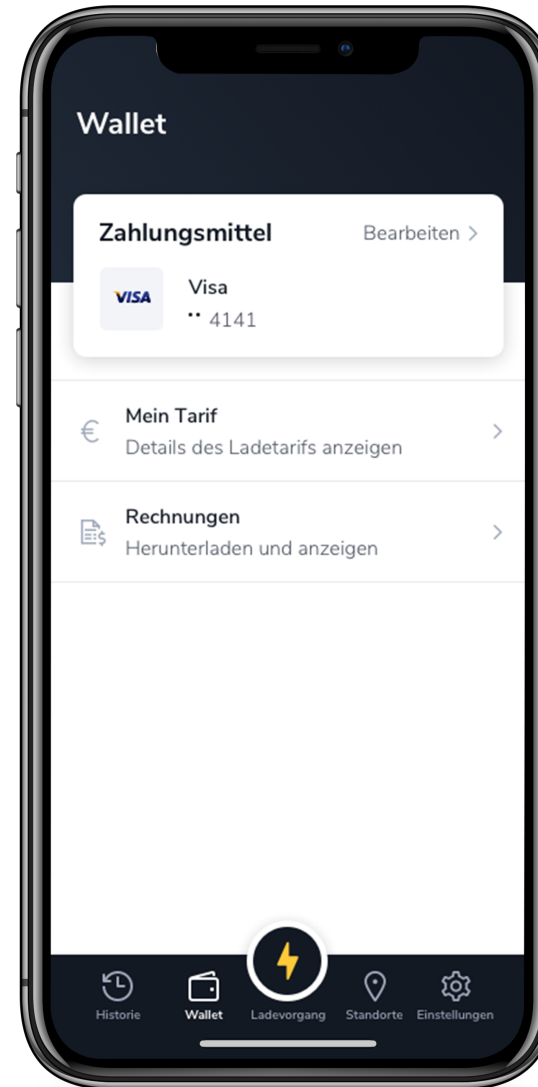 Wallet
Zahlungsmittel Bearbeiten >
VISA Visa
•• 4141
€ Mein Tarif
Details des Ladetarifs anzeigen
Rechnungen
Herunterladen und anzeigen
Historie Wallet Ladevorgang Standorte Einstellungen